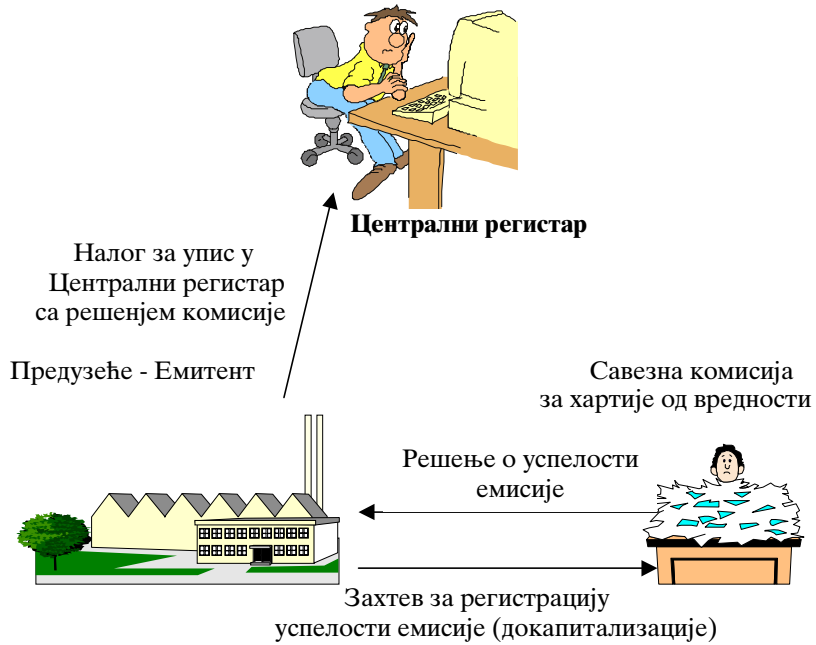 Централни регистар
Налог за упис у
Централни регистар
са решенјем комисије
Предузеће - Емитент
Савезна комисија
за хартије од вредности
Решење о успелости
емисије
Захтев за регистрацију
успелости емисије (докапитализације)